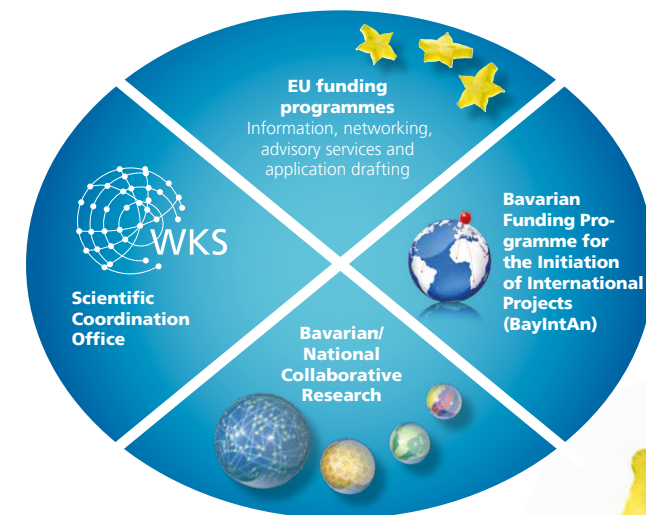 EU funding
programmes
Information, networking,
advisory services and
application drafting
WKS
Scientific
Coordination
Office
Bavarian
Funding Pro-
gramme for
the Initiation
of International
Projects
(BayIntAn)
Bavarian/
National
Collaborative
Research